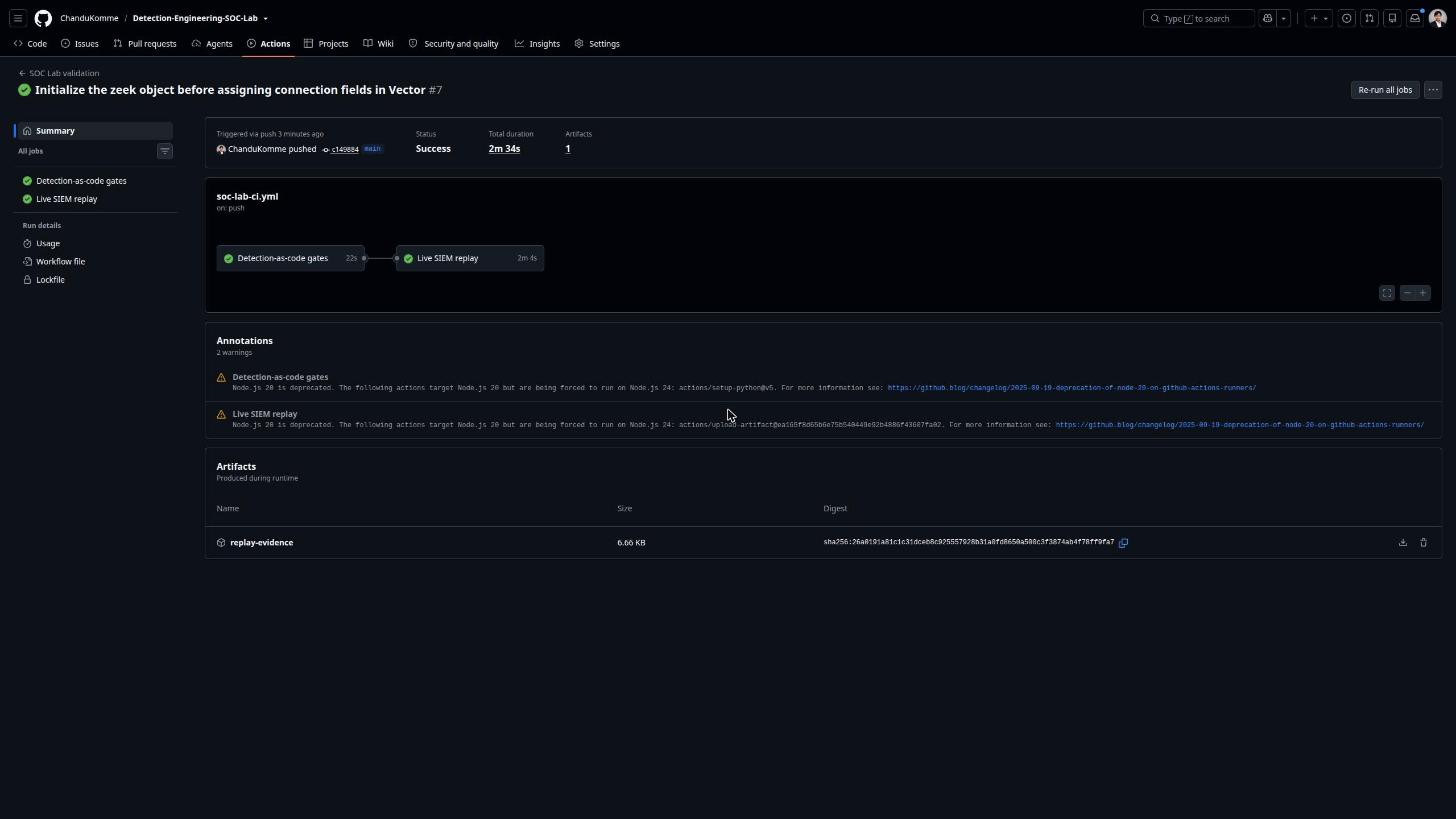 ChanduKomme / Detection-Engineering-SOC-Lab
Type / to search
Code
Issues
Pull requests
Agents
Actions
Projects
Wiki
Security and quality
Insights
Settings
SOC Lab validation
Initialize the zeek object before assigning connection fields in Vector #7
Re-run all jobs
Summary
All jobs
Detection-as-code gates
Live SIEM replay
Run details
Usage
Workflow file
Lockfile
Triggered via push 3 minutes ago
ChanduKomme pushed c149884 main
Status
Success
Total duration
2m 34s
Artifacts
1
soc-lab-ci.yml
on: push
Detection-as-code gates 22s
Live SIEM replay 2m 4s
Annotations
2 warnings
Detection-as-code gates
Node.js 20 is deprecated. The following actions target Node.js 20 but are being forced to run on Node.js 24: actions/setup-python@v5. For more information see: https://github.blog/changelog/2025-09-19-deprecation-of-node-20-on-github-actions-runners/
Live SIEM replay
Node.js 20 is deprecated. The following actions target Node.js 20 but are being forced to run on Node.js 24: actions/upload-artifact@ea165f8d65b6e75b540449e92b4886f43607fa02. For more information see: https://github.blog/changelog/2025-09-19-deprecation-of-node-20-on-github-actions-runners/
Artifacts
Produced during runtime
Name
Size
Digest
replay-evidence
6.66 KB